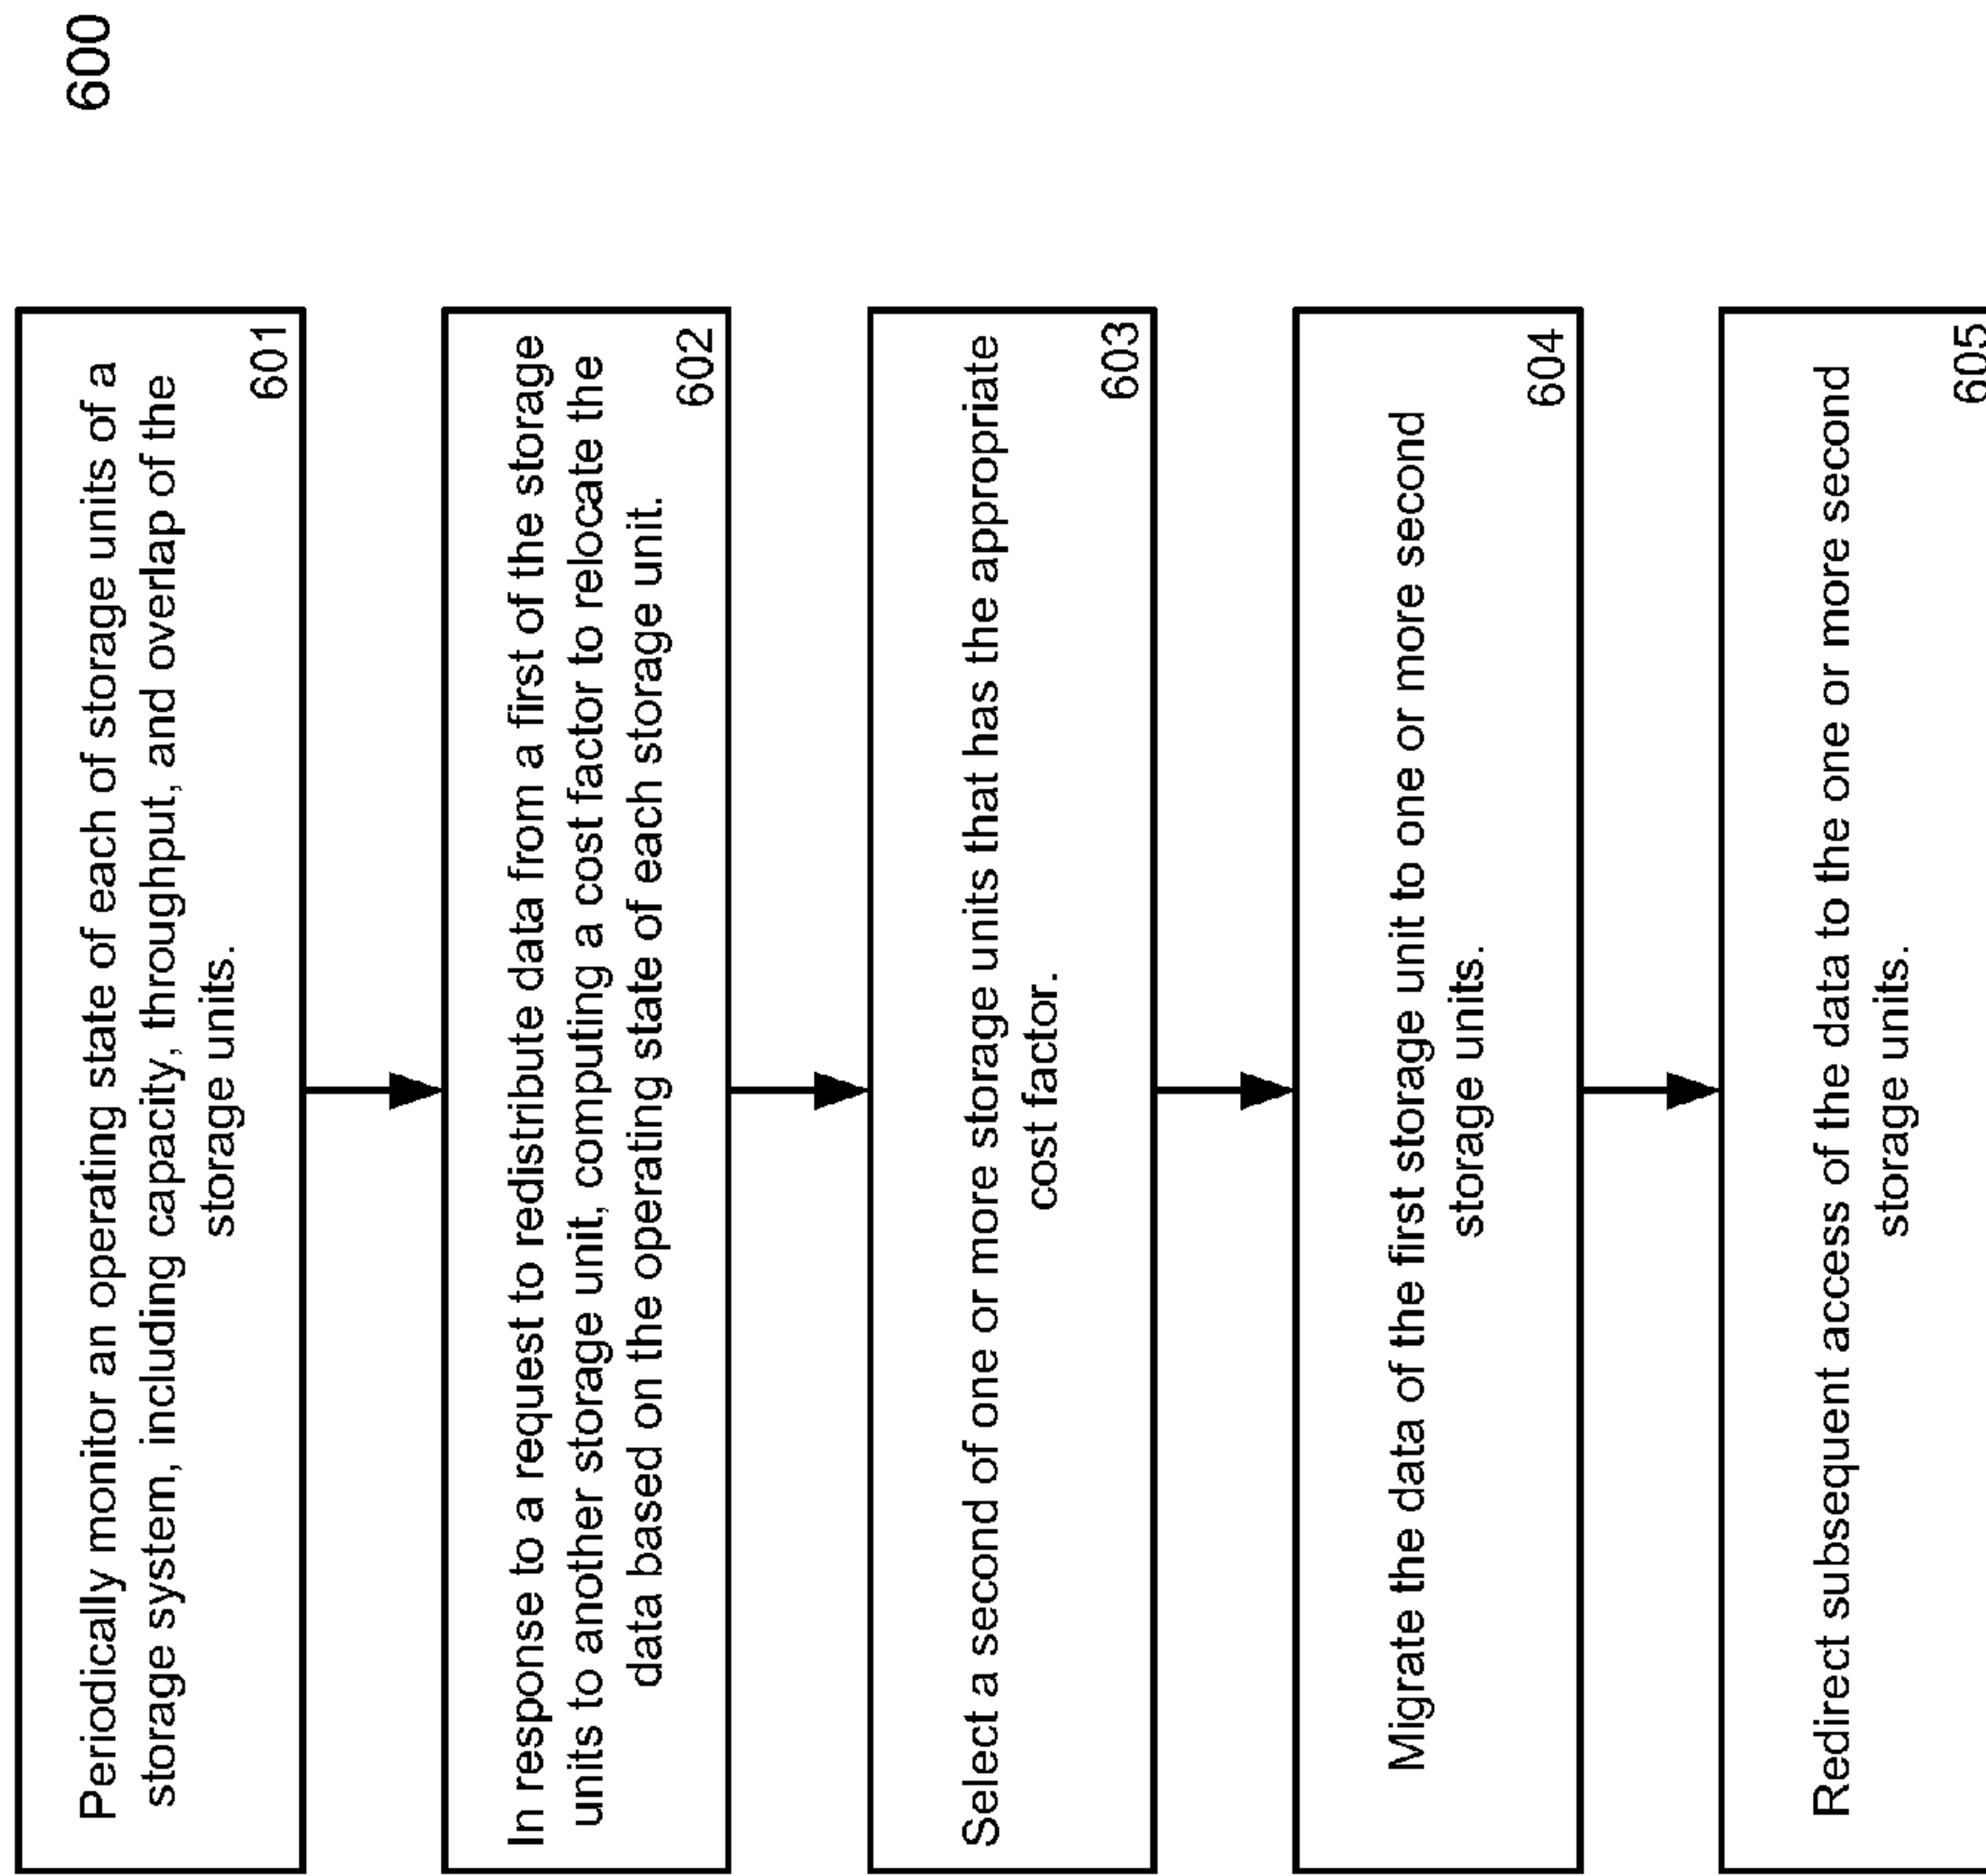 600
Periodically monitor an operating state of each of storage units of a
storage system, including capacity, throughput, and overlap of the
storage units.
601
In response to a request to redistribute data from a first of the storage
units to another storage unit, computing a cost factor to relocate the
data based on the operating state of each storage unit.
602
Select a second of one or more storage units that has the appropriate
cost factor.
603
Migrate the data of the first storage unit to one or more second
storage units.
604
Redirect subsequent access of the data to the one or more second
storage units.
605